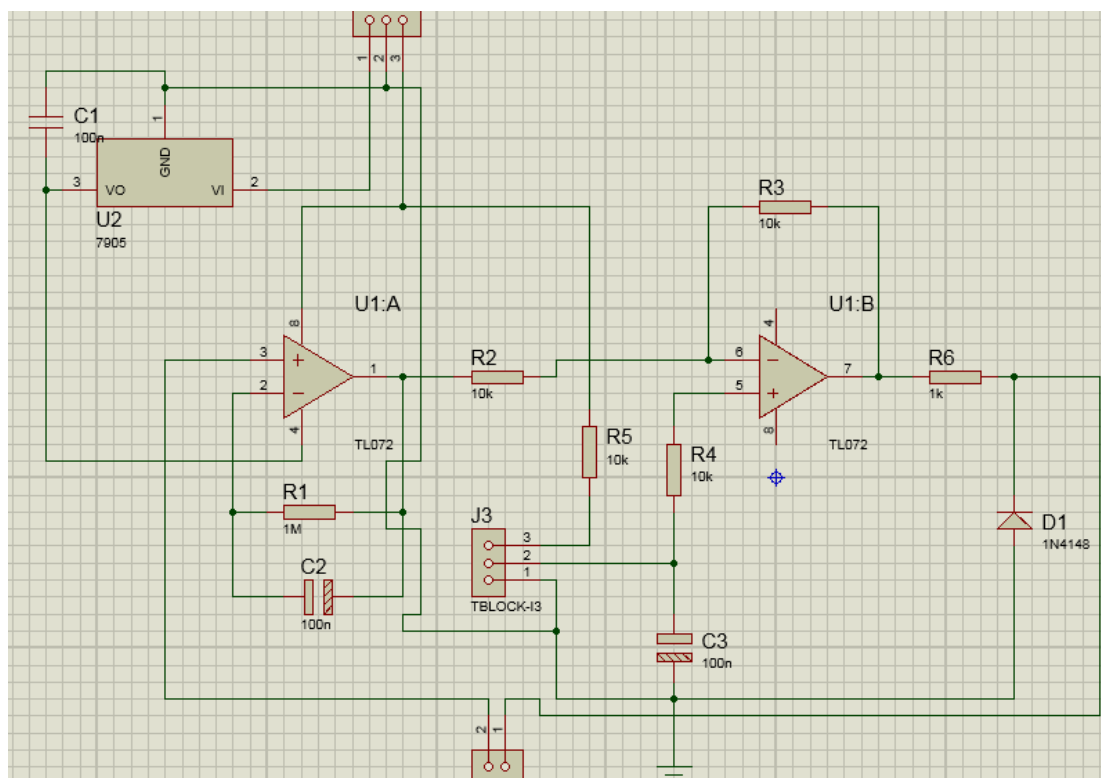 1
2
3
C1
100n
1
GND
3
VO
VI
2
U2
7905
R3
10k
U1:A
8
3
+
2
−
1
4
TL072
R2
10k
U1:B
4
6
−
5
+
7
8
TL072
R6
1k
R5
10k
R4
10k
R1
1M
J3
3
2
1
TBLOCK-I3
D1
1N4148
C2
100n
C3
100n
2
1